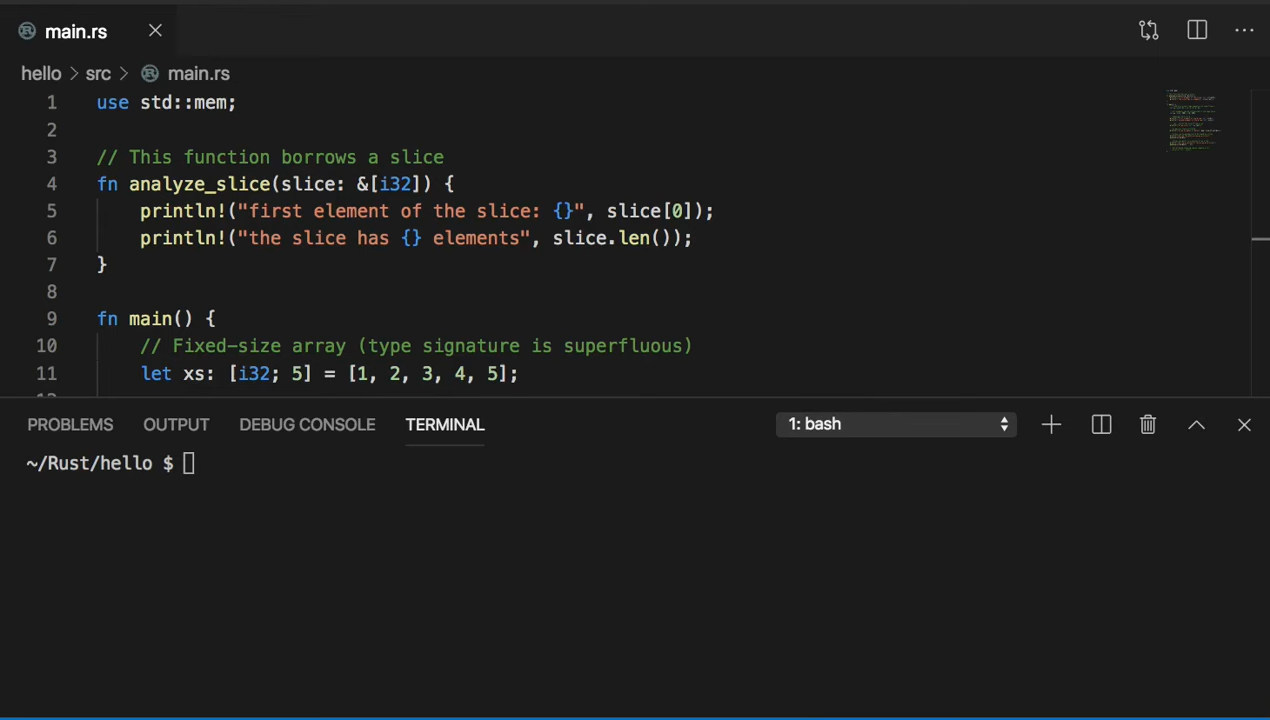 main.rs
hello > src > main.rs
1 use std::mem;
2
3 // This function borrows a slice
4 fn analyze_slice(slice: &[i32]) {
5 println!("first element of the slice: {}", slice[0]);
6 println!("the slice has {} elements", slice.len());
7 }
8
9 fn main() {
10 // Fixed-size array (type signature is superfluous)
11 let xs: [i32; 5] = [1, 2, 3, 4, 5];
PROBLEMS OUTPUT DEBUG CONSOLE TERMINAL 1: bash
~/Rust/hello $